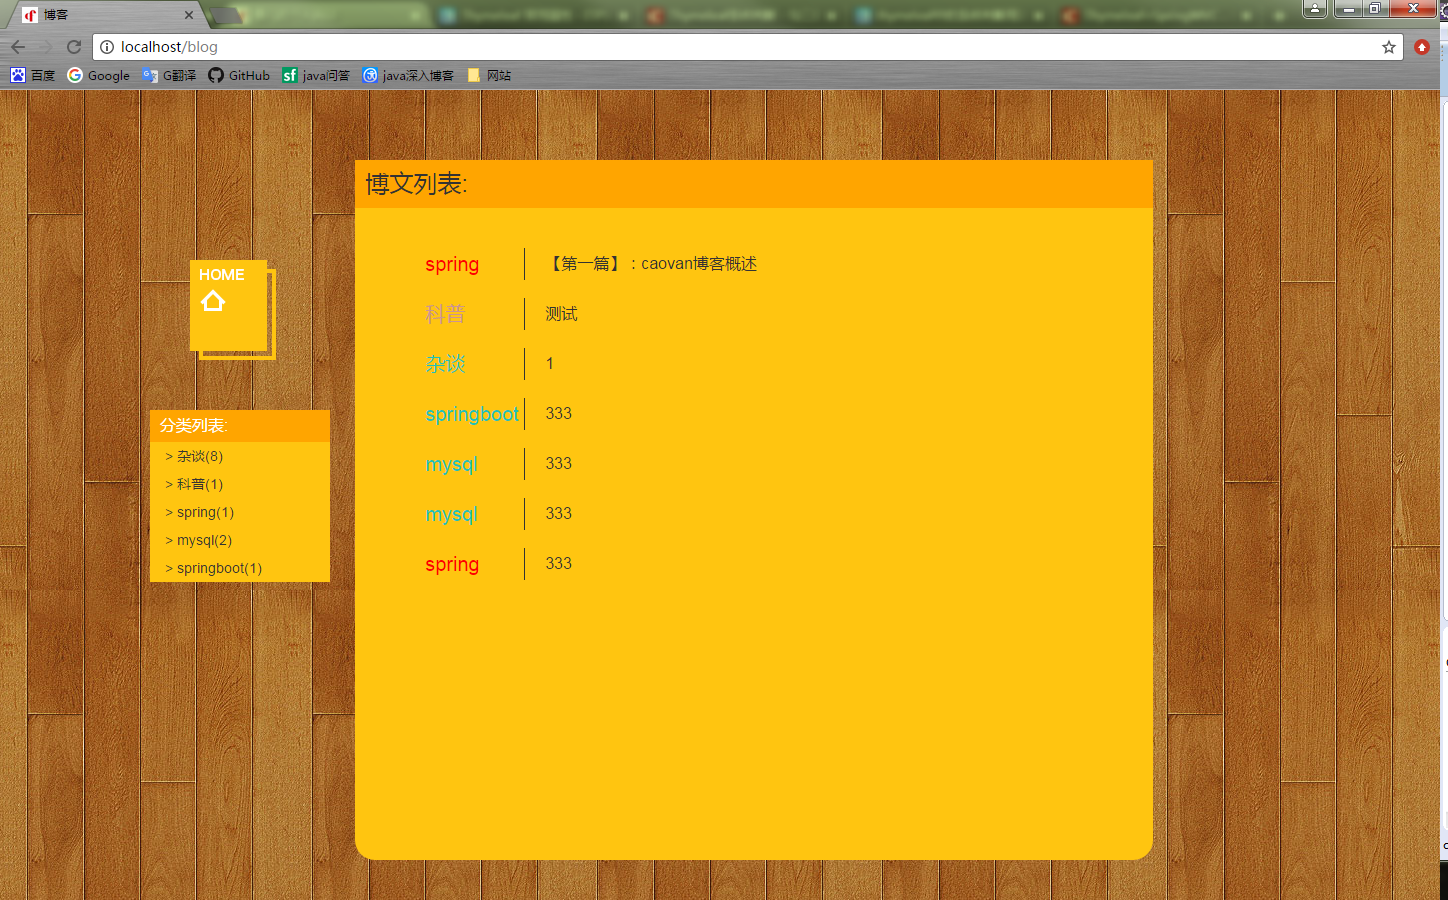 博客
localhost/blog
百度 Google G翻译 GitHub java问答 java深入博客 网站
博文列表:
HOME
分类列表:
> 杂谈(8)
> 科普(1)
> spring(1)
> mysql(2)
> springboot(1)
spring 【第一篇】：caovan博客概述
科普 测试
杂谈 1
springboot 333
mysql 333
mysql 333
spring 333